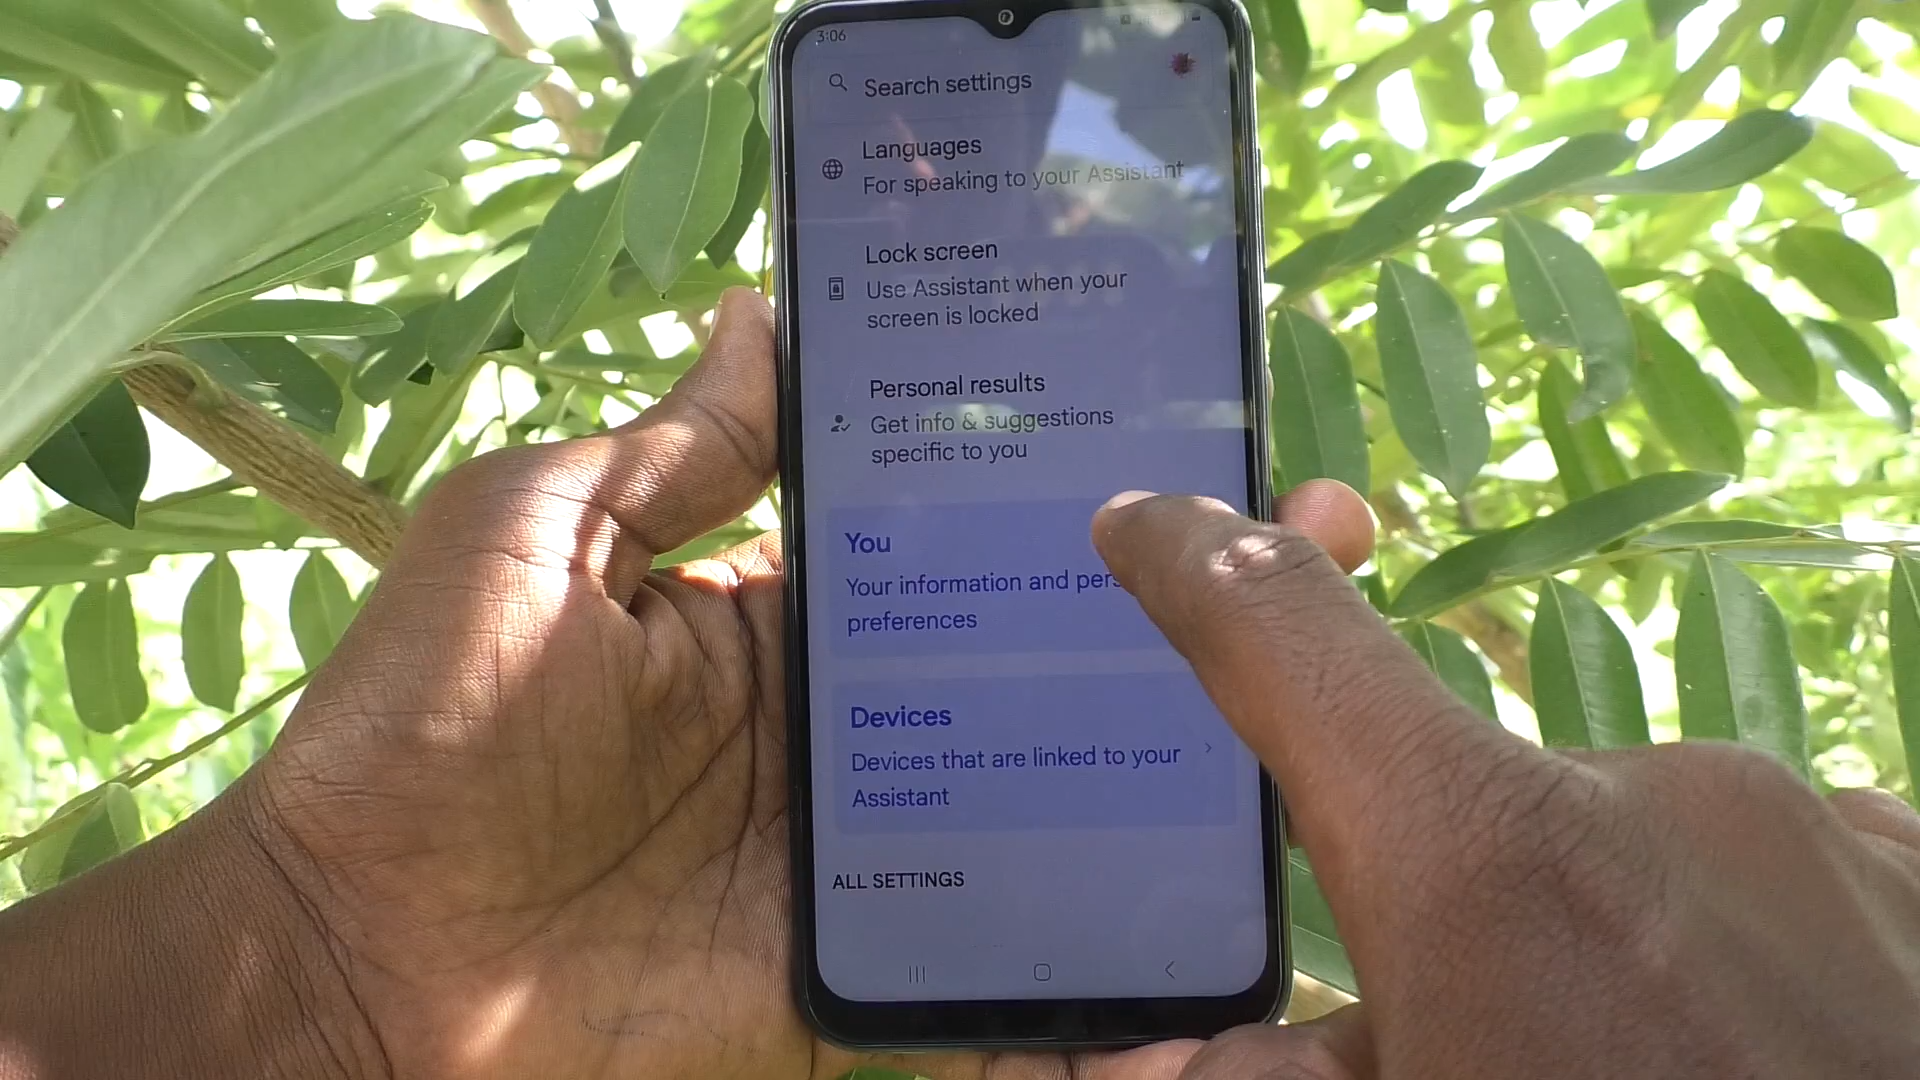 3:06
Search settings
Languages
For speaking to your Assistant
Lock screen
Use Assistant when your
screen is locked
Personal results
Get info & suggestions
specific to you
You
Your information and
preferences
Devices
Devices that are linked to your
Assistant
ALL SETTINGS